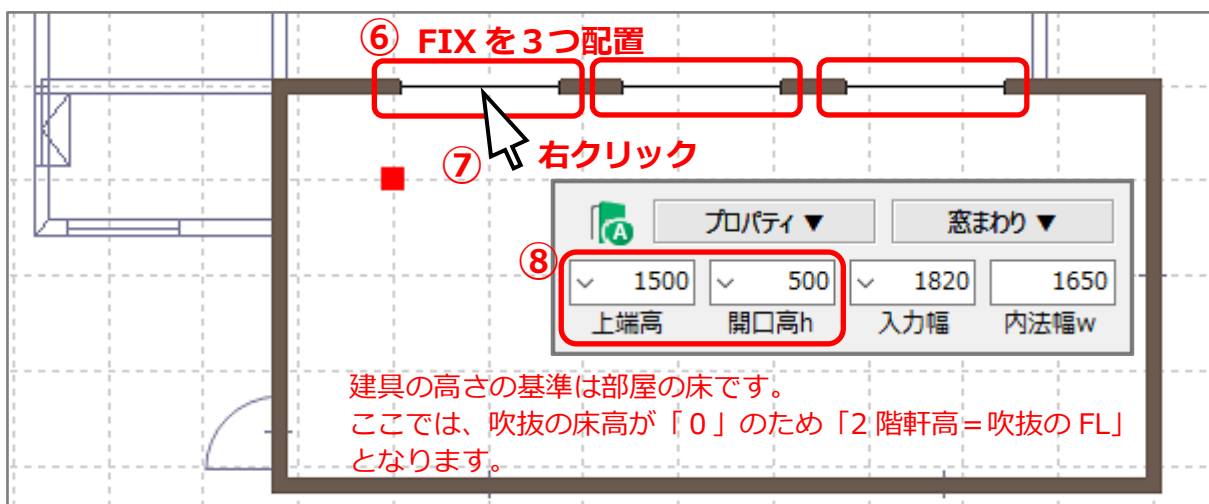 ⑥ FIX を３つ配置
⑦ 右クリック
A プロパティ ▼ 窓まわり ▼
⑧ 1500 500 1820 1650
上端高 開口高h 入力幅 内法幅w
建具の高さの基準は部屋の床です。
ここでは、吹抜の床高が「０」のため「2 階軒高＝吹抜の FL」
となります。